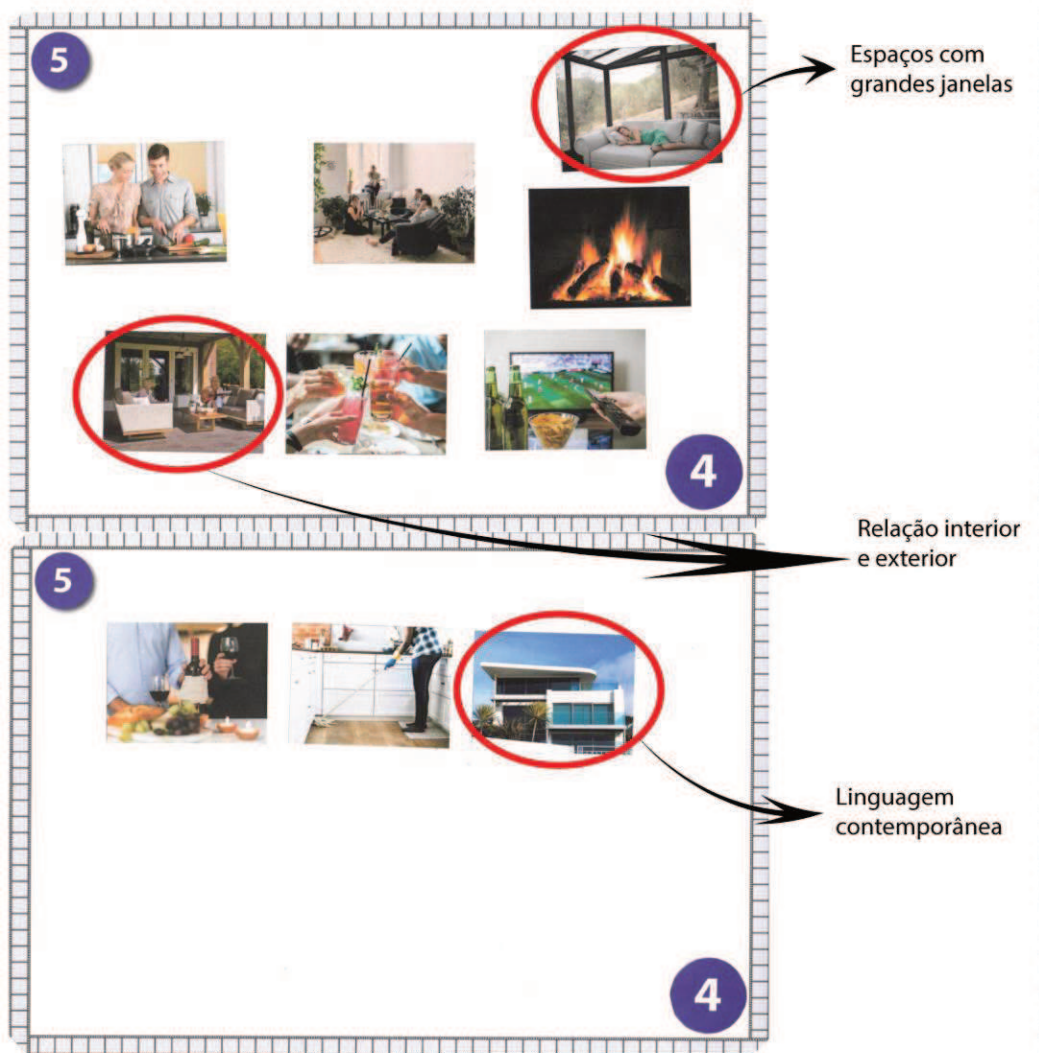 5
Espaços com
grandes janelas
4
Relação interior
e exterior
5
Linguagem
contemporânea
4